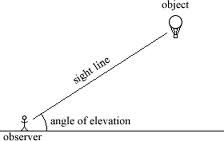 object
sight line
angle of elevation
observer